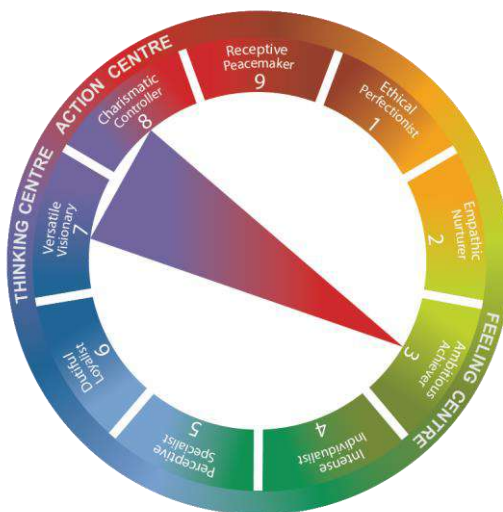 ACTION CENTRE
Receptive
Peacemaker
9
Ethical
Perfectionist
1
Empathic
Nurturer
2
FEELING CENTRE
Ambitious
Achiever
3
Intense
Individualist
4
Perceptive
Specialist
5
Dutiful
Loyalist
6
THINKING CENTRE
Versatile
Visionary
7
Charismatic
Controller
8